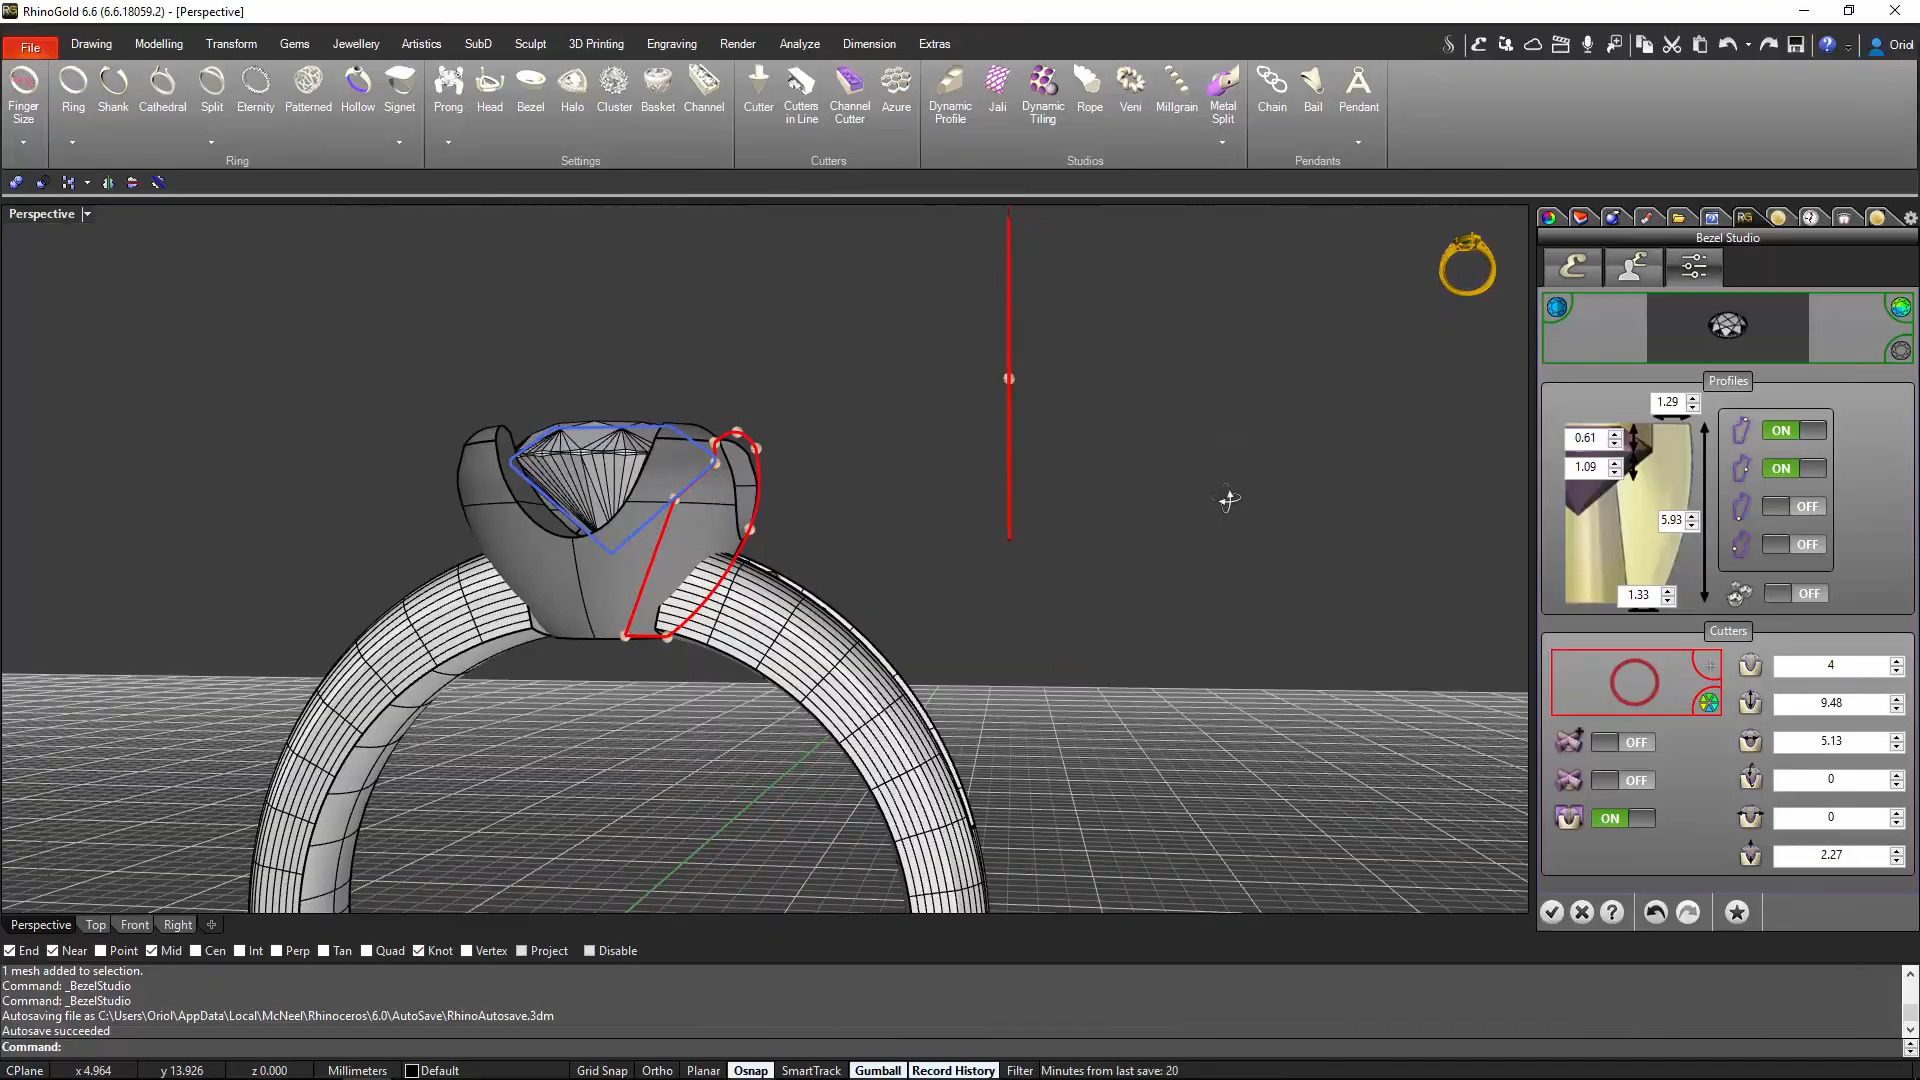 RhinoGold 6.6 (6.6.18059.2) - [Perspective]
File Drawing Modelling Transform Gems Jewellery Artistics SubD Sculpt 3D Printing Engraving Render Analyze Dimension Extras Oriol
Finger Size Ring Shank Cathedral Split Eternity Patterned Hollow Signet Prong Head Bezel Halo Cluster Basket Channel Cutter Cutters in Line Channel Cutter Azure Dynamic Profile Jali Dynamic Tiling Rope Veni Millgrain Metal Split Chain Bail Pendant
Ring Settings Cutters Studios Pendants
Perspective
RG
Bezel Studio
Profiles
1.29
0.61
ON
1.09
ON
OFF
5.93
OFF
1.33
OFF
Cutters
4
9.48
OFF
5.13
OFF
0
ON
0
2.27
Perspective Top Front Right
End Near Point Mid Cen Int Perp Tan Quad Knot Vertex Project Disable
1 mesh added to selection.
Command: _BezelStudio
Command: _BezelStudio
Autosaving file as C:\Users\Oriol\AppData\Local\McNeel\Rhinoceros\6.0\AutoSave\RhinoAutosave.3dm
Autosave succeeded
Command:
CPlane x 4.964 y 13.926 z 0.000 Millimeters Default Grid Snap Ortho Planar Osnap SmartTrack Gumball Record History Filter Minutes from last save: 20